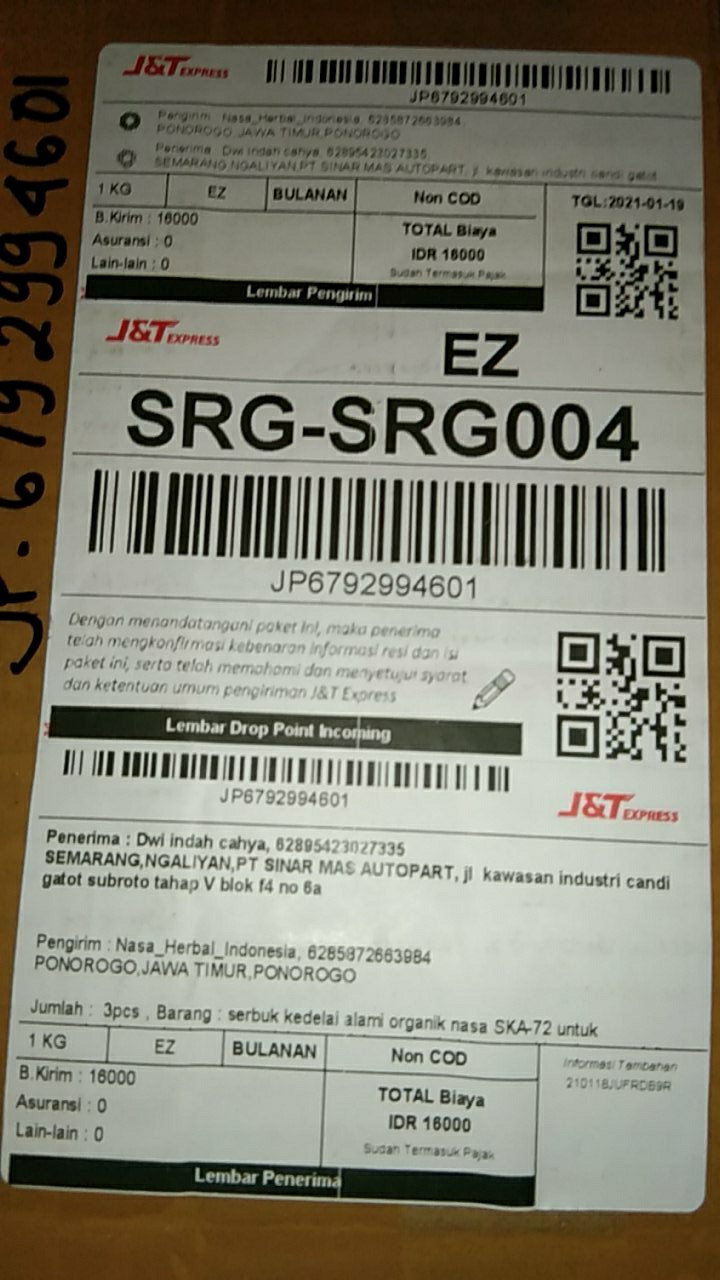 J&T EXPRESS
JP6792994601
Pengirim : Nasa_Herbal_Indonesia, 6285872663984,
PONOROGO,JAWA TIMUR,PONOROGO
Penerima : Dwi indah cahya, 62895423027335,
SEMARANG,NGALIYAN,PT SINAR MAS AUTOPART, jl kawasan industri candi gatot
1 KG EZ BULANAN Non COD TGL:2021-01-19
B.Kirim : 16000
Asuransi : 0
Lain-lain : 0
TOTAL Biaya
IDR 16000
Sudah Termasuk Pajak
Lembar Pengirim
J&T EXPRESS
EZ
SRG-SRG004
JP6792994601
Dengan menandatangani paket ini, maka penerima
telah mengkonfirmasi kebenaran informasi resi dan isi
paket ini, serta telah memahami dan menyetujui syarat
dan ketentuan umum pengiriman J&T Express
Lembar Drop Point Incoming
JP6792994601
J&T EXPRESS
Penerima : Dwi indah cahya, 62895423027335
SEMARANG,NGALIYAN,PT SINAR MAS AUTOPART, jl kawasan industri candi
gatot subroto tahap V blok f4 no 6a
Pengirim : Nasa_Herbal_Indonesia, 6285872663984
PONOROGO,JAWA TIMUR,PONOROGO
Jumlah : 3pcs , Barang : serbuk kedelai alami organik nasa SKA-72 untuk
1 KG EZ BULANAN Non COD
B.Kirim : 16000
Asuransi : 0
Lain-lain : 0
TOTAL Biaya
IDR 16000
Sudah Termasuk Pajak
Informasi Tambahan
210118JUFRDB9R
Lembar Penerima
JP. 6792994601